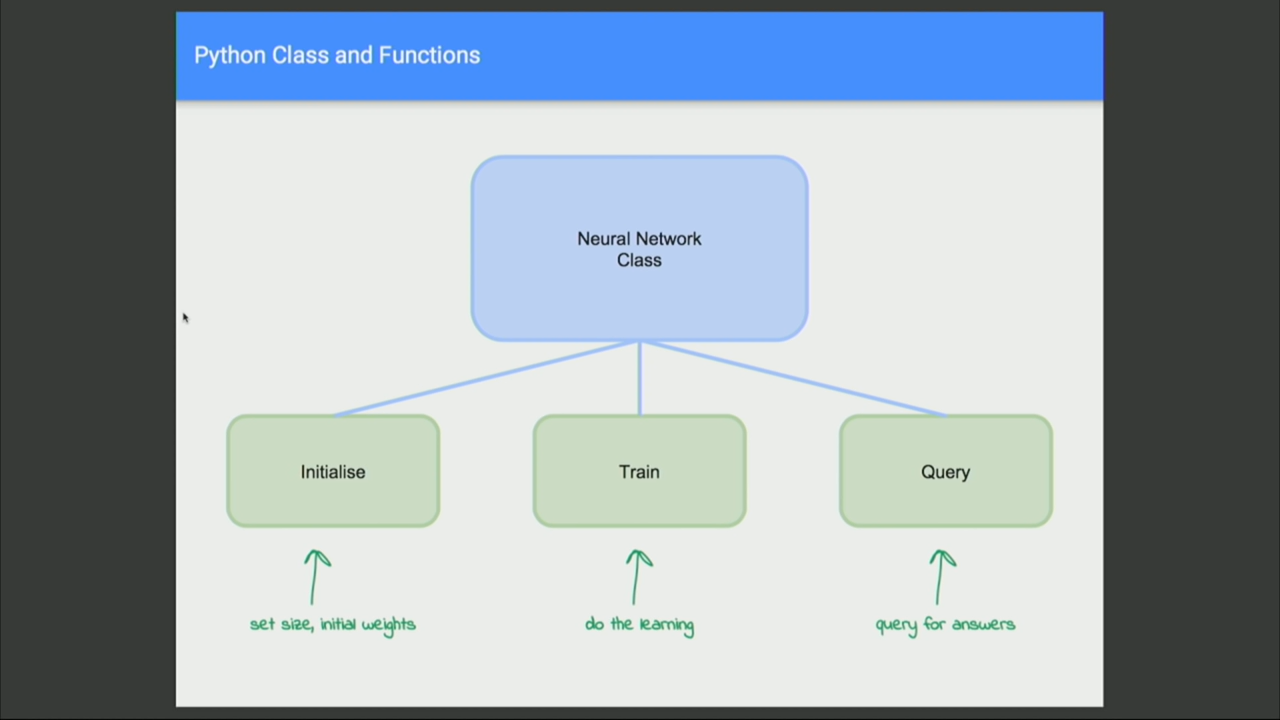 Python Class and Functions
Neural Network
Class
Initialise
Train
Query
set size, initial weights
do the learning
query for answers